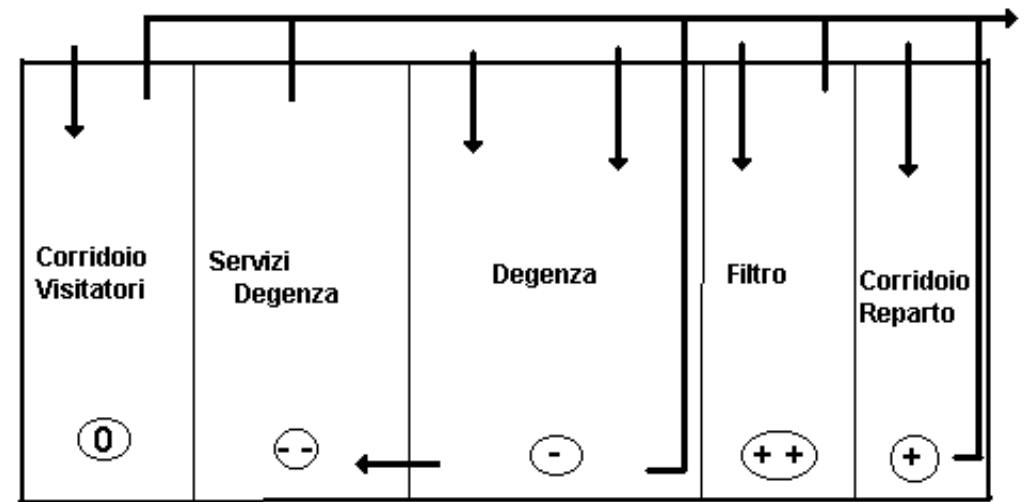 Corridoio
Visitatori
Servizi
Degenza
Degenza
Filtro
Corridoio
Reparto
0
- -
-
+ +
+